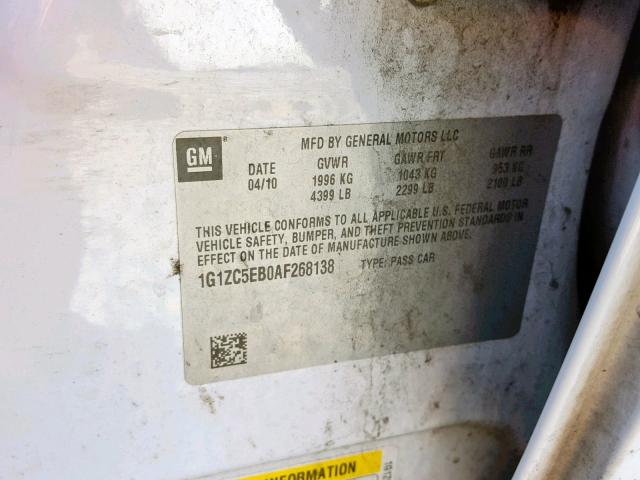 GM ®
MFD BY GENERAL MOTORS LLC
DATE GVWR GAWR FRT GAWR RR
04/10 1996 KG 1043 KG 953 KG
4399 LB 2299 LB 2100 LB
THIS VEHICLE CONFORMS TO ALL APPLICABLE U.S. FEDERAL MOTOR
VEHICLE SAFETY, BUMPER, AND THEFT PREVENTION STANDARDS IN
EFFECT ON THE DATE OF MANUFACTURE SHOWN ABOVE.
1G1ZC5EB0AF268138 TYPE: PASS CAR
INFORMATION
1G1Z